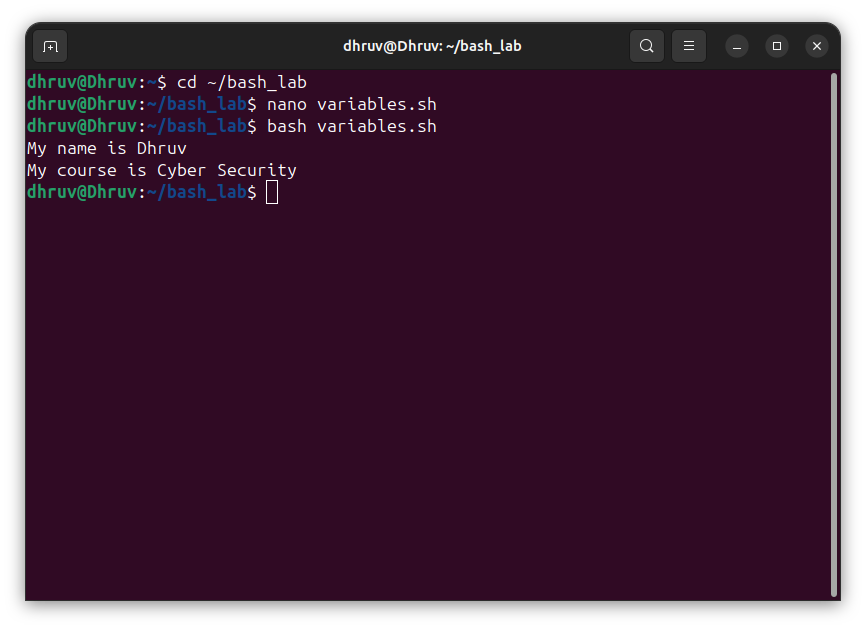 dhruv@Dhruv: ~/bash_lab
dhruv@Dhruv:~$ cd ~/bash_lab
dhruv@Dhruv:~/bash_lab$ nano variables.sh
dhruv@Dhruv:~/bash_lab$ bash variables.sh
My name is Dhruv
My course is Cyber Security
dhruv@Dhruv:~/bash_lab$